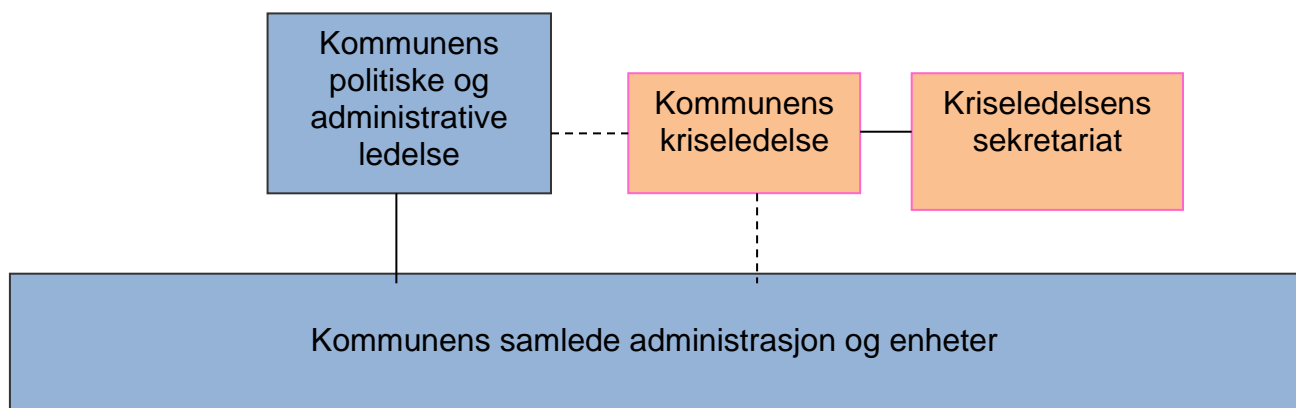 Kommunens
politiske og
administrative
ledelse
Kommunens
kriseledelse
Kriseledelsens
sekretariat
Kommunens samlede administrasjon og enheter